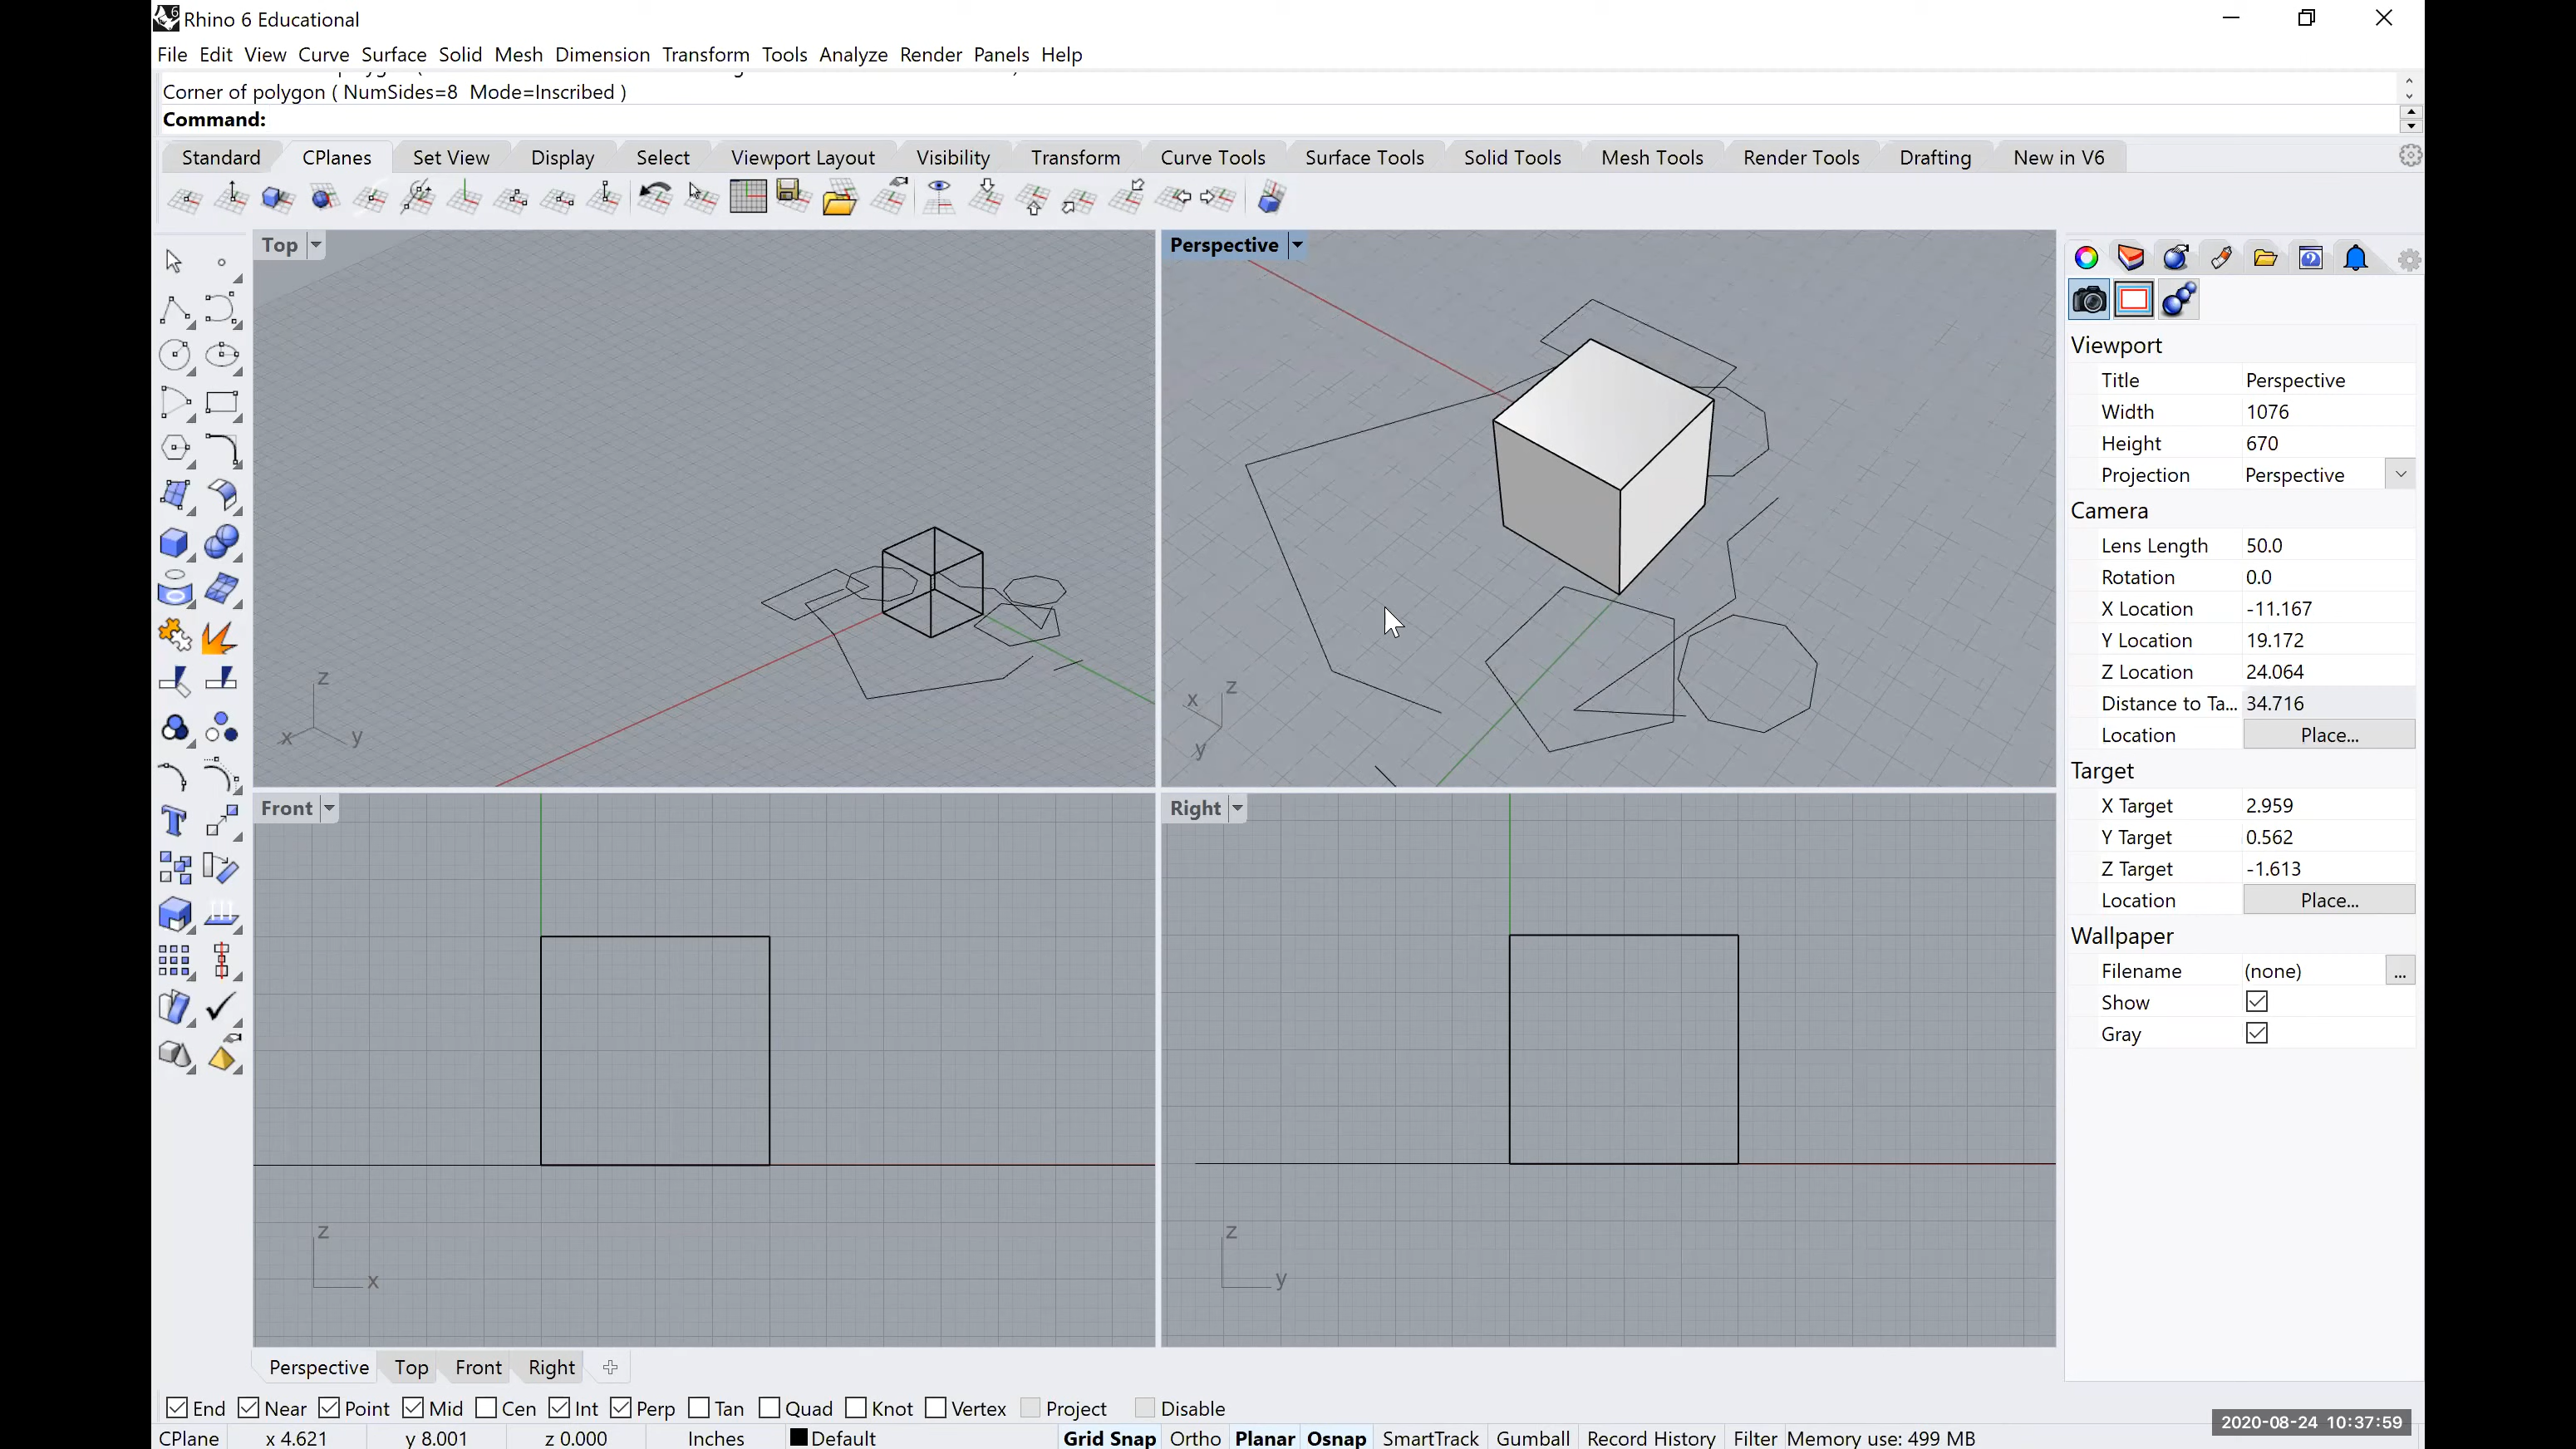 Rhino 6 Educational
File Edit View Curve Surface Solid Mesh Dimension Transform Tools Analyze Render Panels Help
Corner of polygon ( NumSides=8 Mode=Inscribed )
Command:
Standard CPlanes Set View Display Select Viewport Layout Visibility Transform Curve Tools Surface Tools Solid Tools Mesh Tools Render Tools Drafting New in V6
Top
z
x
y
Perspective
x
z
y
Front
z
x
Right
z
y
Viewport
Title Perspective
Width 1076
Height 670
Projection Perspective
Camera
Lens Length 50.0
Rotation 0.0
X Location -11.167
Y Location 19.172
Z Location 24.064
Distance to Ta... 34.716
Location Place...
Target
X Target 2.959
Y Target 0.562
Z Target -1.613
Location Place...
Wallpaper
Filename (none) ...
Show
Gray
Perspective Top Front Right
End Near Point Mid Cen Int Perp Tan Quad Knot Vertex Project Disable
2020-08-24 10:37:59
CPlane x 4.621 y 8.001 z 0.000 Inches Default Grid Snap Ortho Planar Osnap SmartTrack Gumball Record History Filter Memory use: 499 MB